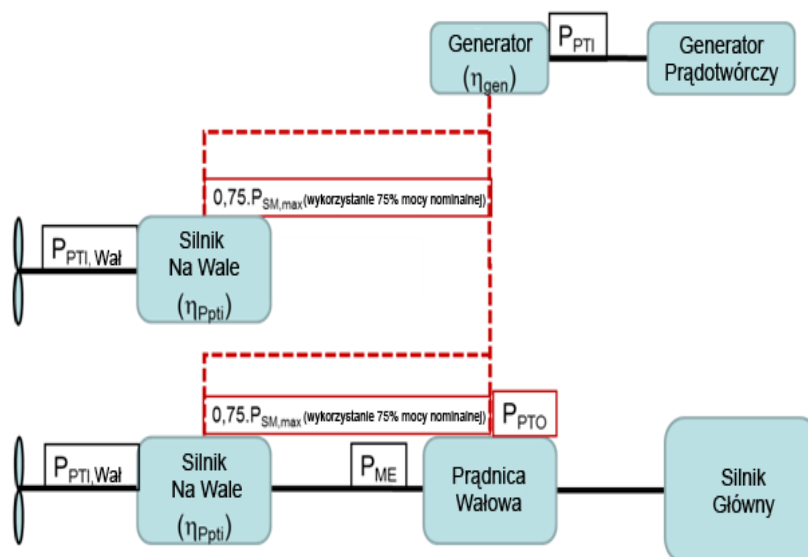 Generator
(ηgen)
PPTI
Generator
Prądotwórczy
0,75.PSM,max(wykorzystanie 75% mocy nominalnej)
PPTI, Wał
Silnik
Na Wale
(ηPpti)
0,75.PSM,max(wykorzystanie 75% mocy nominalnej)
PPTO
PPTI,Wał
Silnik
Na Wale
(ηPpti)
PME
Prądnica
Wałowa
Silnik
Główny